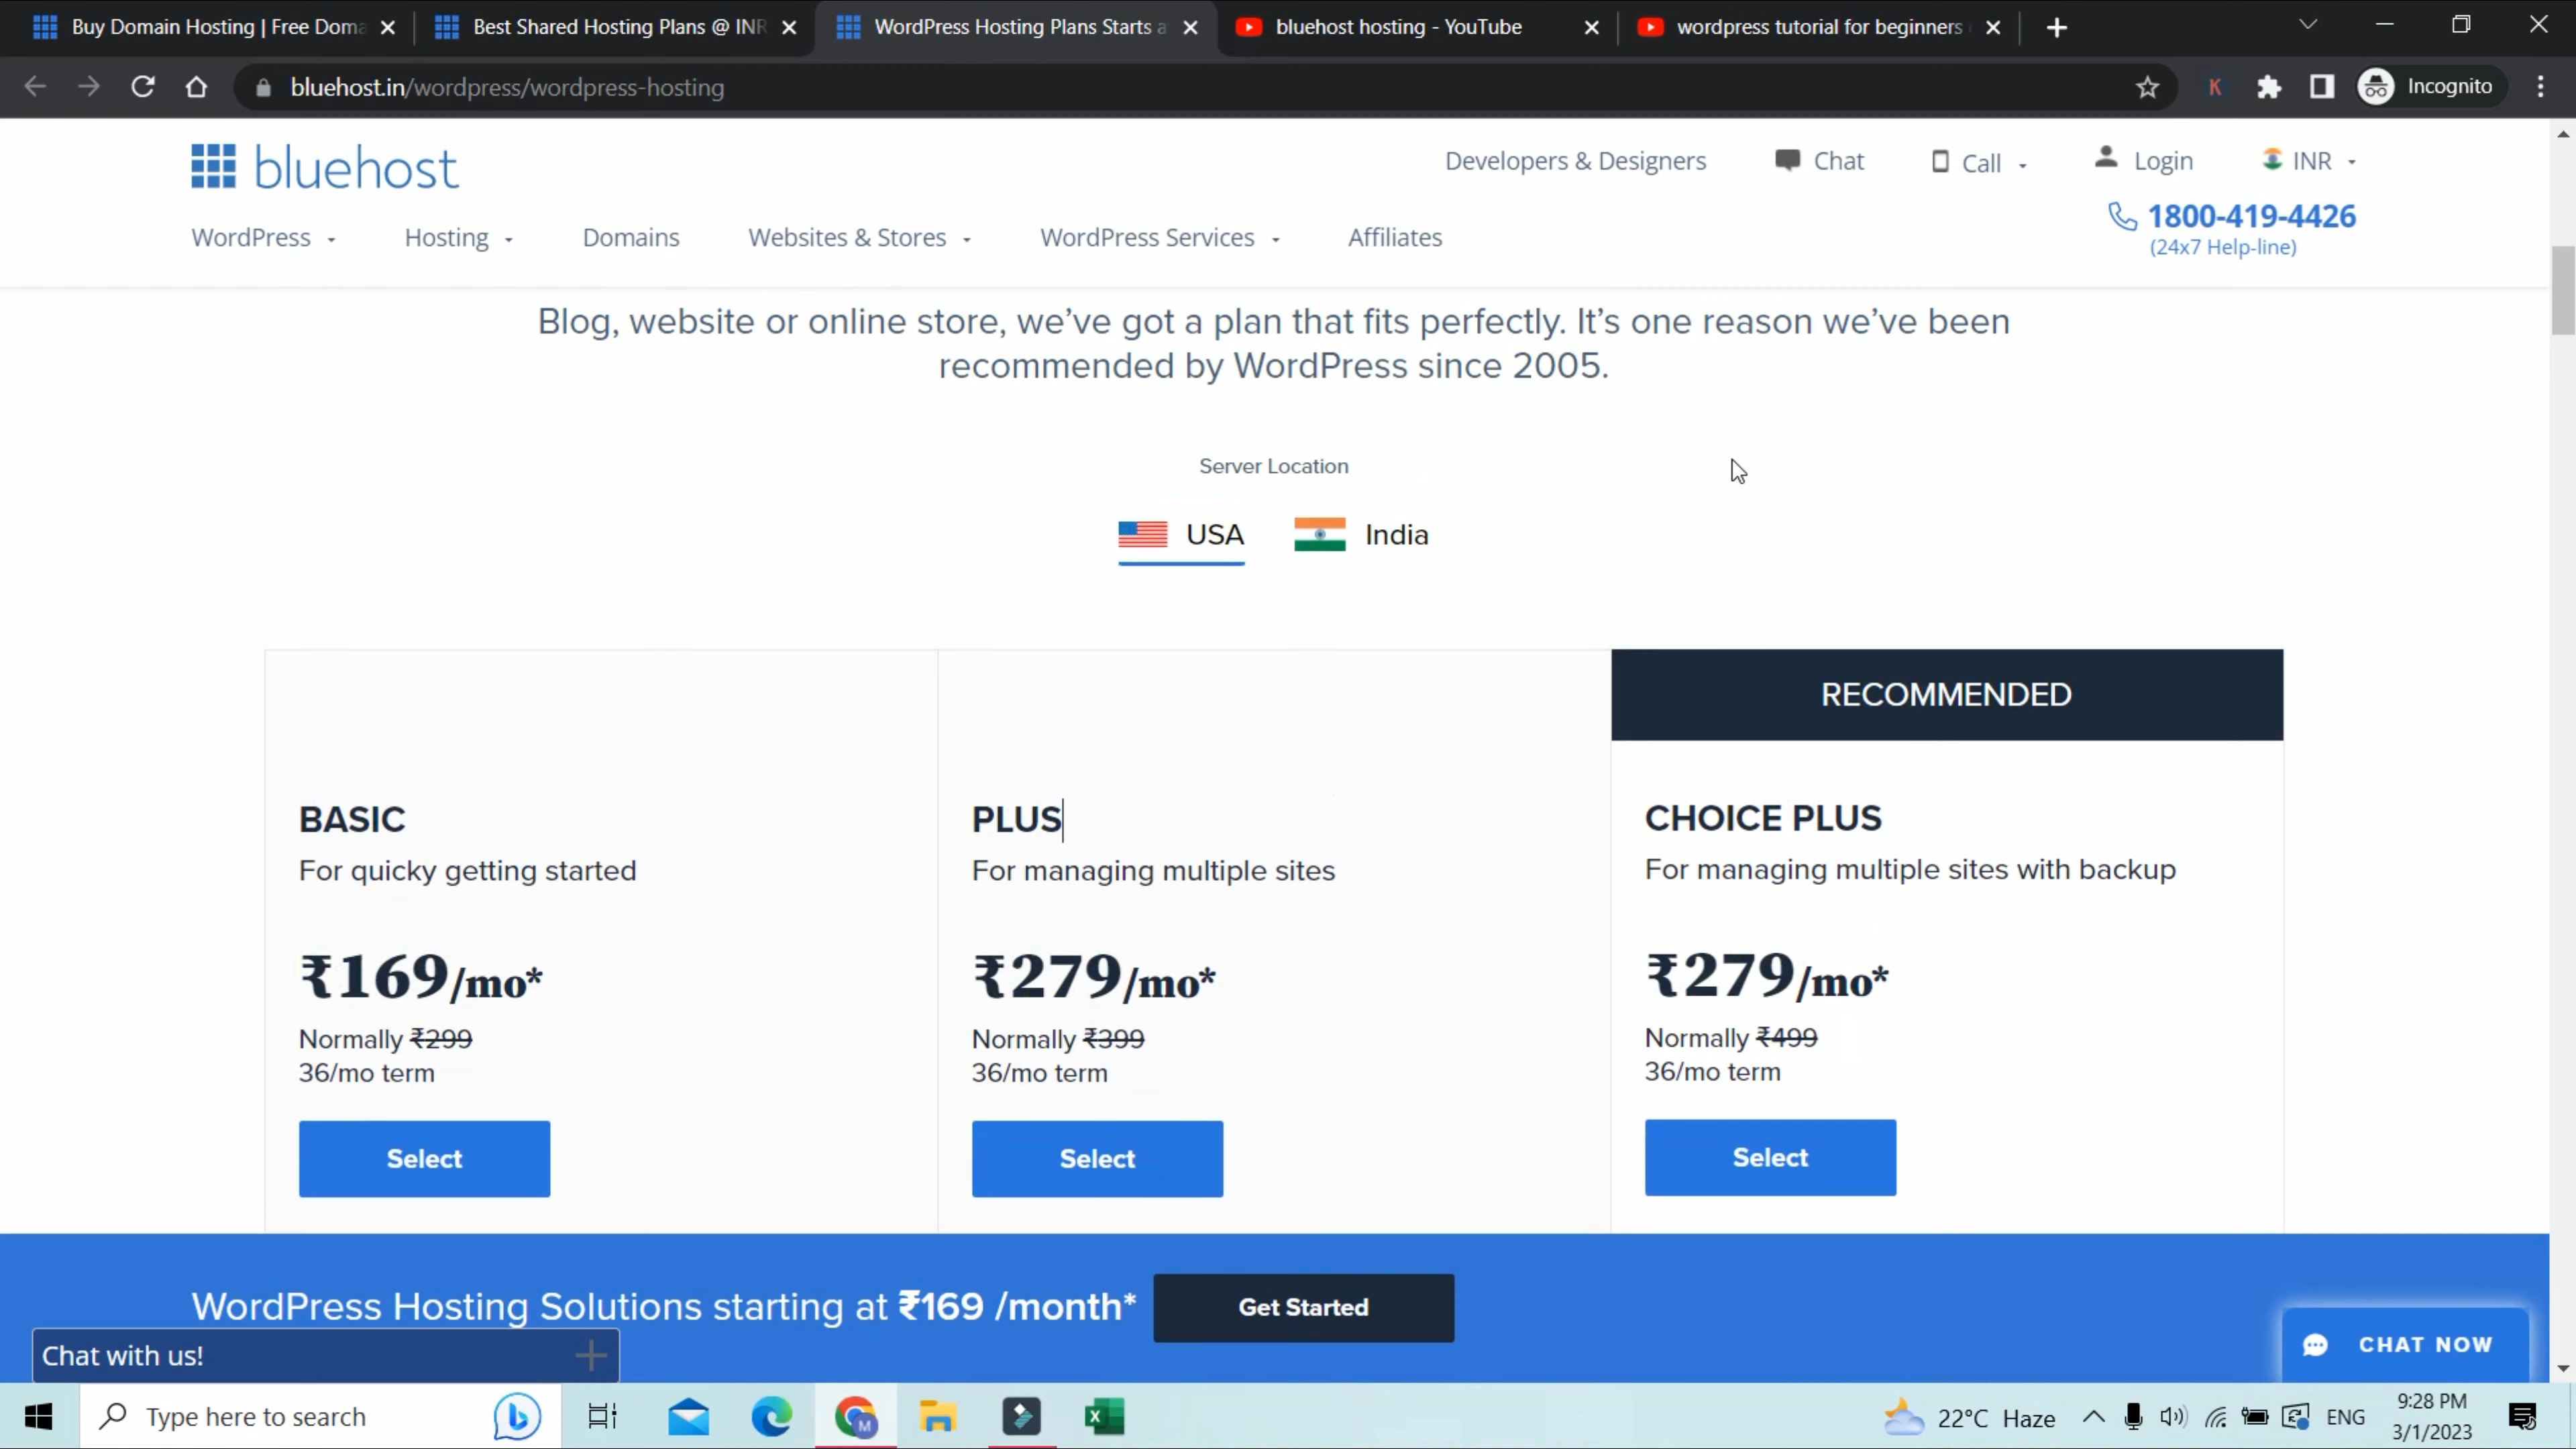 Buy Domain Hosting | Free Doma
Best Shared Hosting Plans @ INR
WordPress Hosting Plans Starts a
bluehost hosting - YouTube
wordpress tutorial for beginners
bluehost.in/wordpress/wordpress-hosting
K
Incognito
bluehost
Developers & Designers
Chat
Call
Login
INR
1800-419-4426
(24x7 Help-line)
WordPress
Hosting
Domains
Websites & Stores
WordPress Services
Affiliates
Blog, website or online store, we've got a plan that fits perfectly. It's one reason we've been
recommended by WordPress since 2005.
Server Location
USA
India
RECOMMENDED
BASIC
For quicky getting started
₹169/mo*
Normally ₹299
36/mo term
Select
PLUS
For managing multiple sites
₹279/mo*
Normally ₹399
36/mo term
Select
CHOICE PLUS
For managing multiple sites with backup
₹279/mo*
Normally ₹499
36/mo term
Select
WordPress Hosting Solutions starting at ₹169 /month*
Get Started
Chat with us!
CHAT NOW
Type here to search
M
22°C Haze
ENG
9:28 PM
3/1/2023